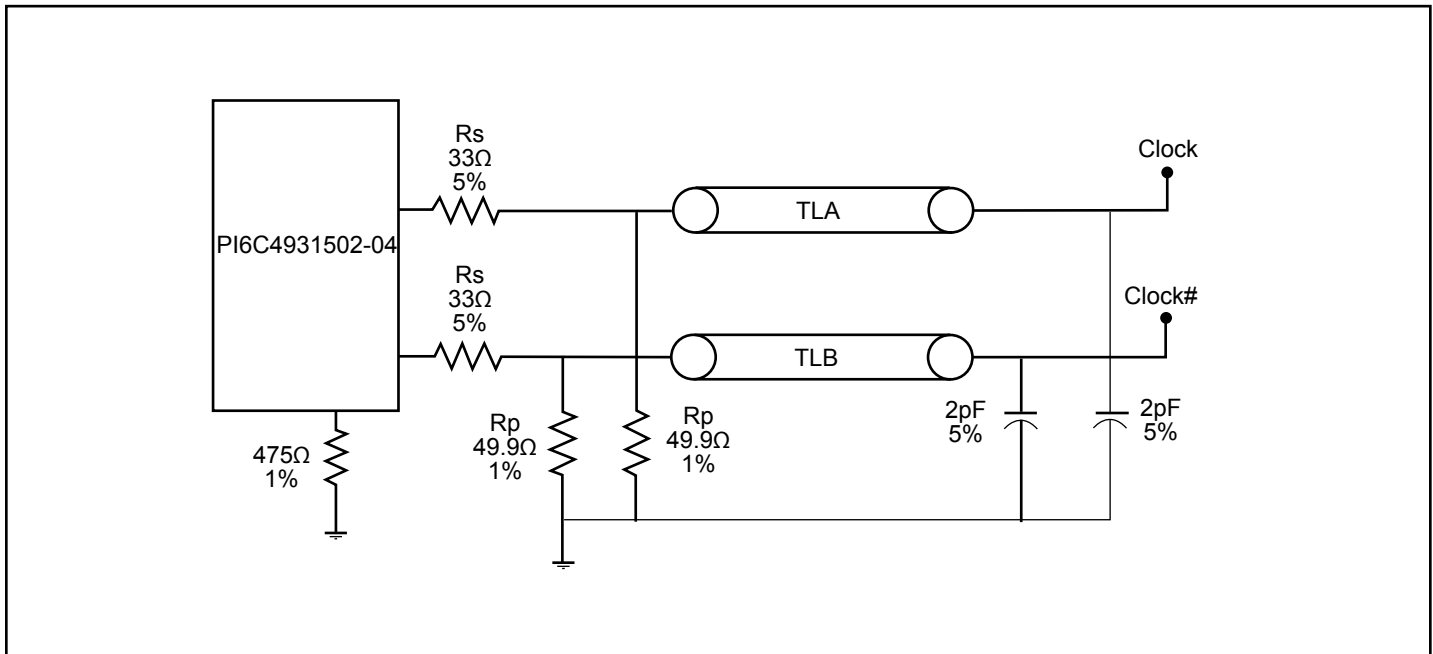 Rs
33Ω
5%
Clock
TLA
PI6C4931502-04
Rs
33Ω
5%
Clock#
TLB
Rp
49.9Ω
1%
Rp
49.9Ω
1%
2pF
5%
2pF
5%
475Ω
1%